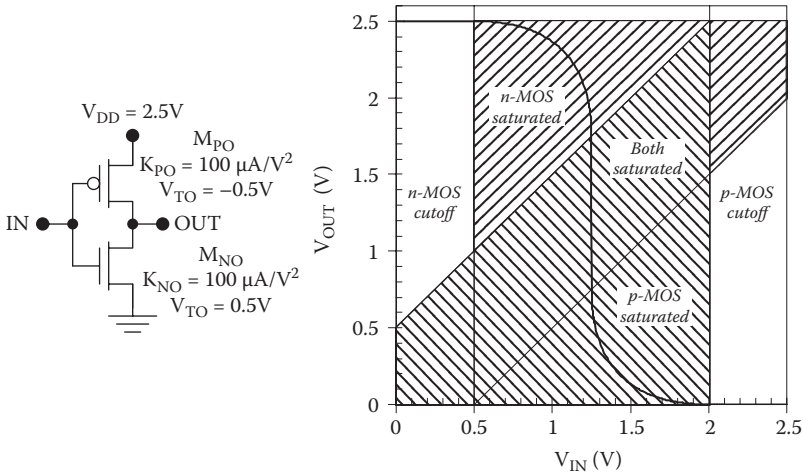 V_DD = 2.5V
M_PO
K_PO = 100 μA/V²
V_TO = −0.5V
IN
OUT
M_NO
K_NO = 100 μA/V²
V_TO = 0.5V
V_OUT (V)
2.5
2
1.5
1
0.5
0
n-MOS
saturated
Both
saturated
n-MOS
cutoff
p-MOS
cutoff
p-MOS
saturated
0
0.5
1
1.5
2
2.5
V_IN (V)